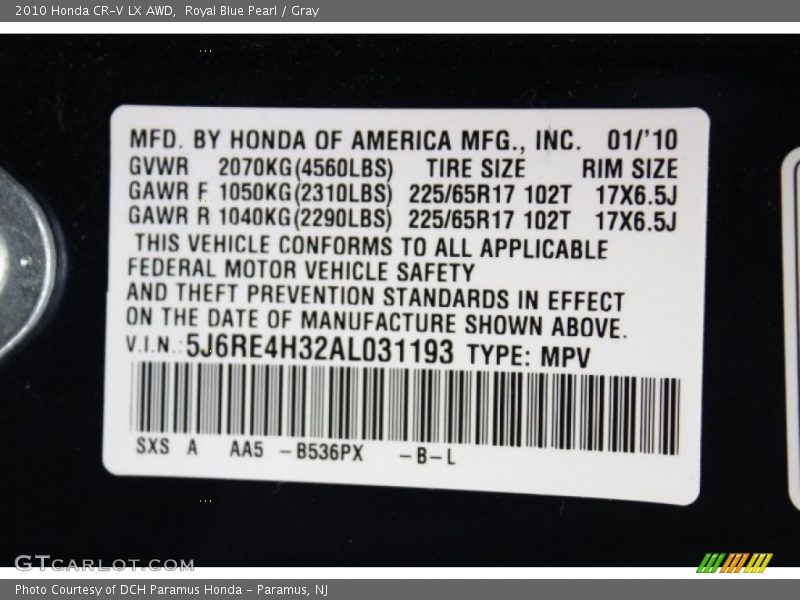 2010 Honda CR-V LX AWD, Royal Blue Pearl / Gray
MFD. BY HONDA OF AMERICA MFG., INC. 01/'10
GVWR 2070KG(4560LBS) TIRE SIZE RIM SIZE
GAWR F 1050KG(2310LBS) 225/65R17 102T 17X6.5J
GAWR R 1040KG(2290LBS) 225/65R17 102T 17X6.5J
THIS VEHICLE CONFORMS TO ALL APPLICABLE
FEDERAL MOTOR VEHICLE SAFETY
AND THEFT PREVENTION STANDARDS IN EFFECT
ON THE DATE OF MANUFACTURE SHOWN ABOVE.
V.I.N.: 5J6RE4H32AL031193 TYPE: MPV
SXS A AA5 -B536PX -B-L
GTCARLOT.COM
Photo Courtesy of DCH Paramus Honda - Paramus, NJ